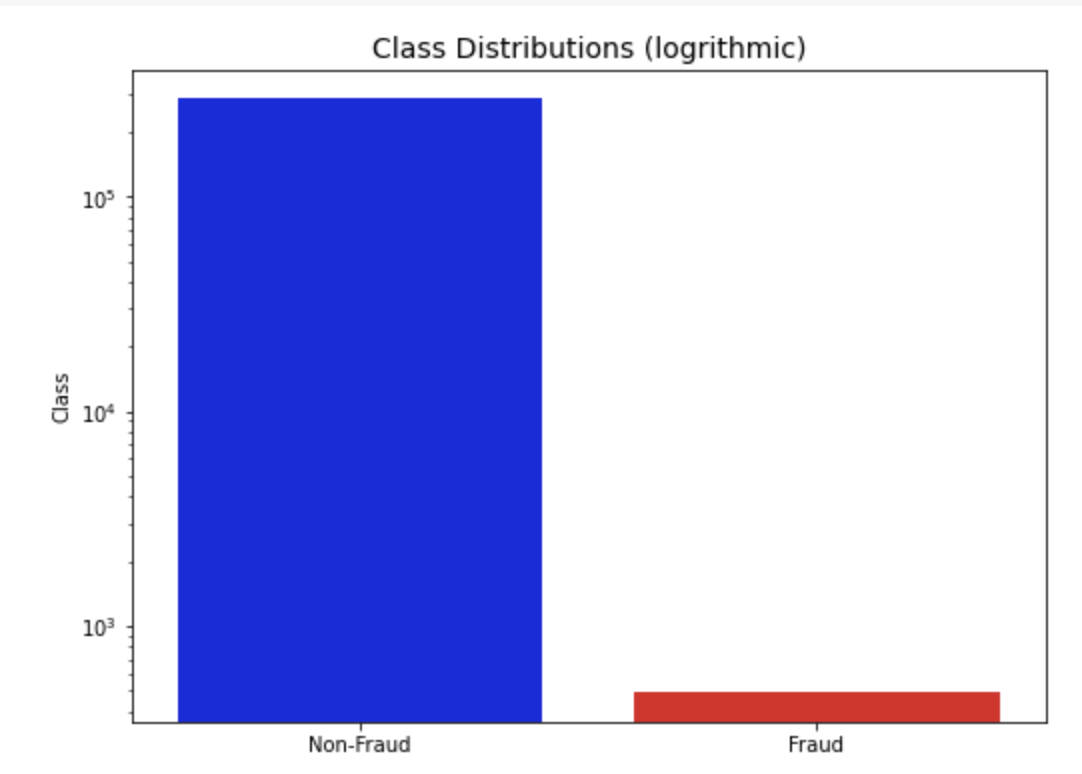 Class Distributions (logrithmic)
10⁵
Class
10⁴
10³
Non-Fraud
Fraud